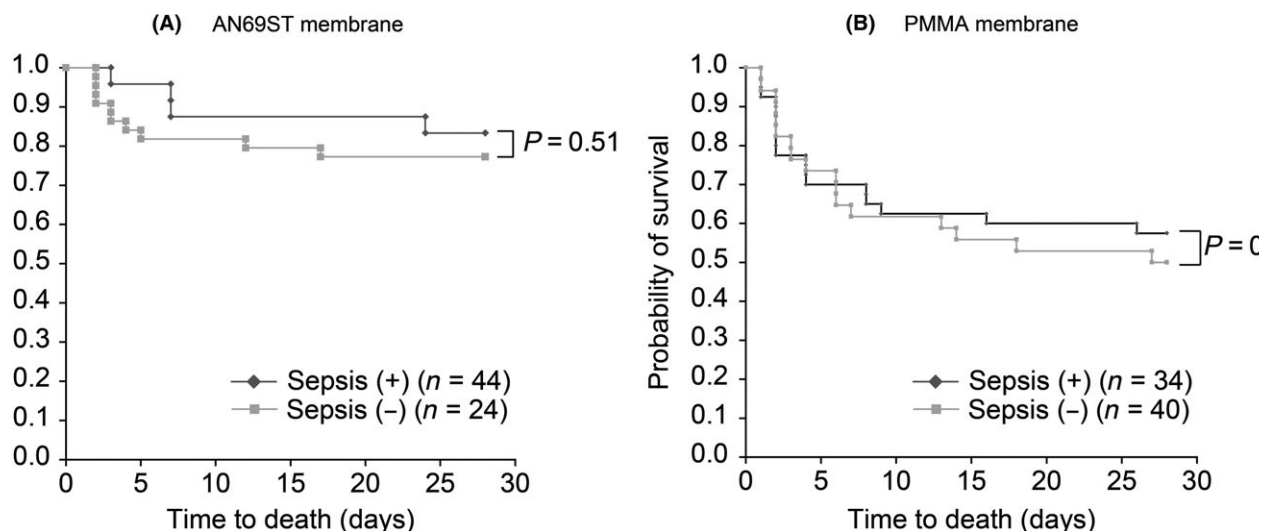 (A) AN69ST membrane
1.0
0.9
0.8
0.7
0.6
0.5
0.4
0.3
0.2
0.1
0.0
P = 0.51
Sepsis (+) (n = 44)
Sepsis (−) (n = 24)
0 5 10 15 20 25 30
Time to death (days)
(B) PMMA membrane
Probability of survival
1.0
0.9
0.8
0.7
0.6
0.5
0.4
0.3
0.2
0.1
0.0
P = 0
Sepsis (+) (n = 34)
Sepsis (−) (n = 40)
0 5 10 15 20 25 30
Time to death (days)